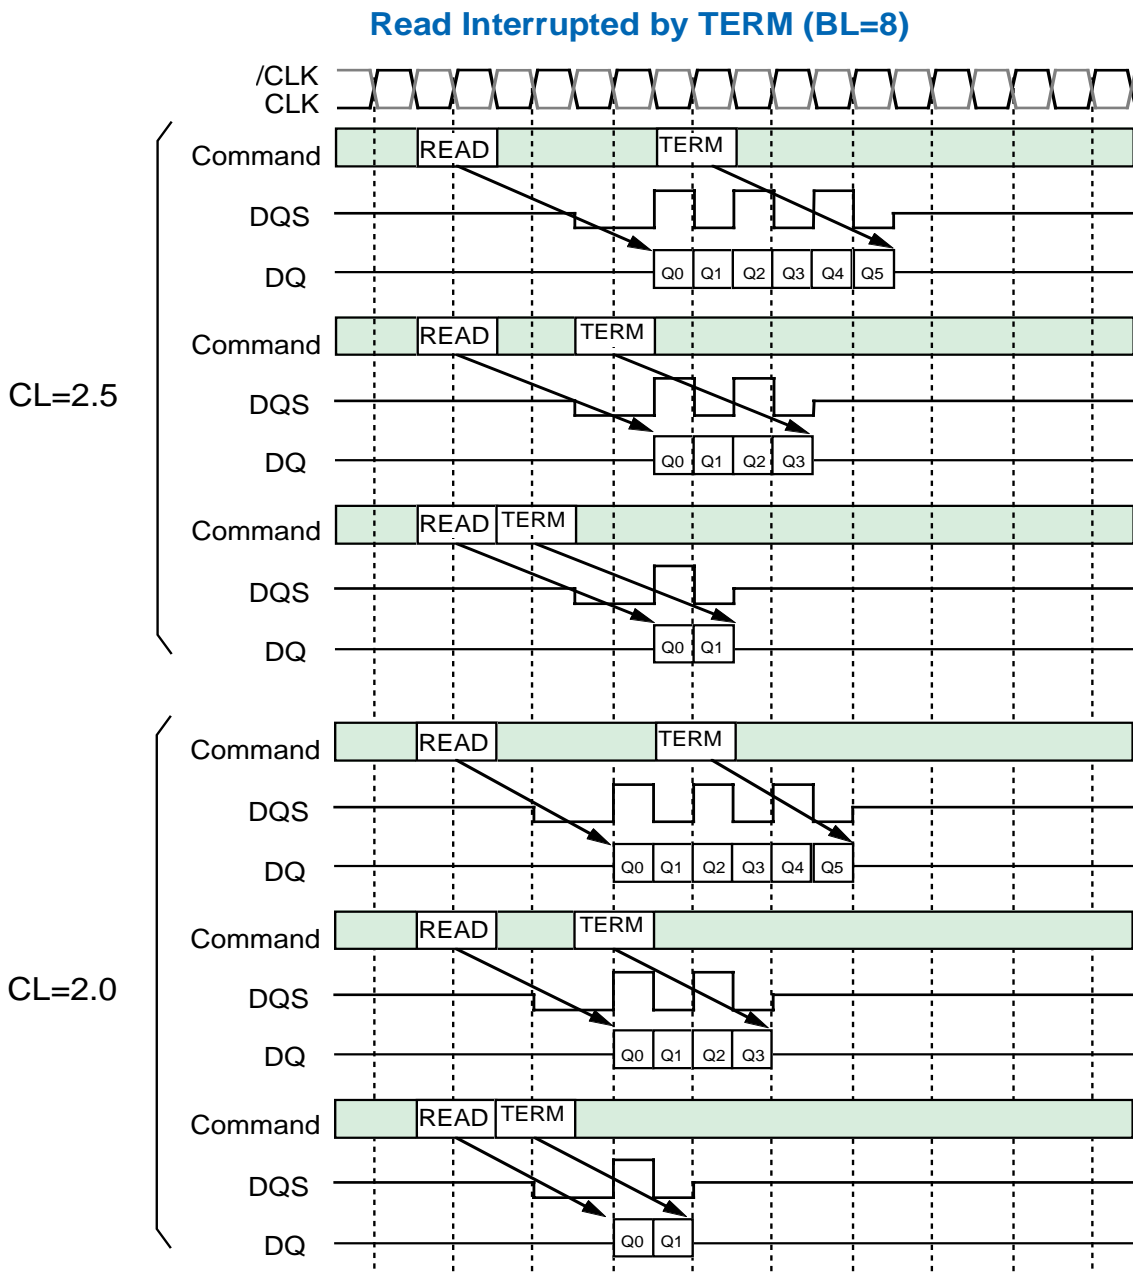 Read Interrupted by TERM (BL=8)
/CLK
CLK
Command READ TERM
DQS
DQ Q0 Q1 Q2 Q3 Q4 Q5
Command READ TERM
CL=2.5
DQS
DQ Q0 Q1 Q2 Q3
Command READ TERM
DQS
DQ Q0 Q1
Command READ TERM
DQS
DQ Q0 Q1 Q2 Q3 Q4 Q5
Command READ TERM
CL=2.0
DQS
DQ Q0 Q1 Q2 Q3
Command READ TERM
DQS
DQ Q0 Q1